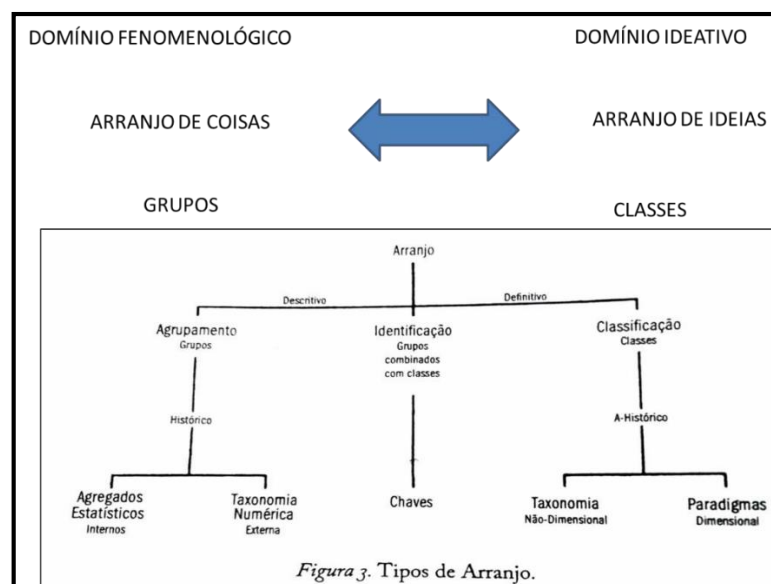 DOMÍNIO FENOMENOLÓGICO
DOMÍNIO IDEATIVO
ARRANJO DE COISAS
ARRANJO DE IDEIAS
GRUPOS
CLASSES
Arranjo
Descritivo
Definitivo
Agrupamento
Grupos
Identificação
Grupos
combinados
com classes
Classificação
Classes
Histórico
A-Histórico
Agregados
Estatísticos
Internos
Taxonomia
Numérica
Externa
Chaves
Taxonomia
Não-Dimensional
Paradigmas
Dimensional
Figura 3. Tipos de Arranjo.